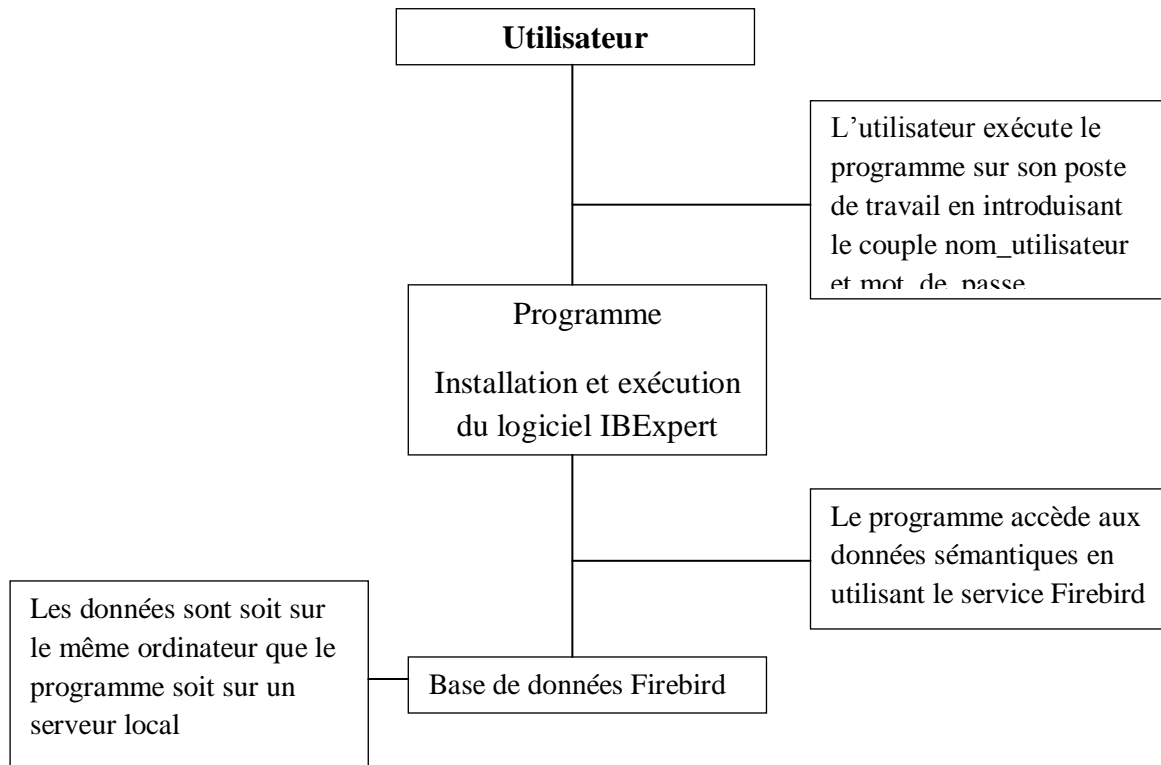 Utilisateur
L’utilisateur exécute le
programme sur son poste
de travail en introduisant
le couple nom_utilisateur
et mot_de_passe
Programme
Installation et exécution
du logiciel IBExpert
Le programme accède aux
données sémantiques en
utilisant le service Firebird
Les données sont soit sur
le même ordinateur que le
programme soit sur un
serveur local
Base de données Firebird